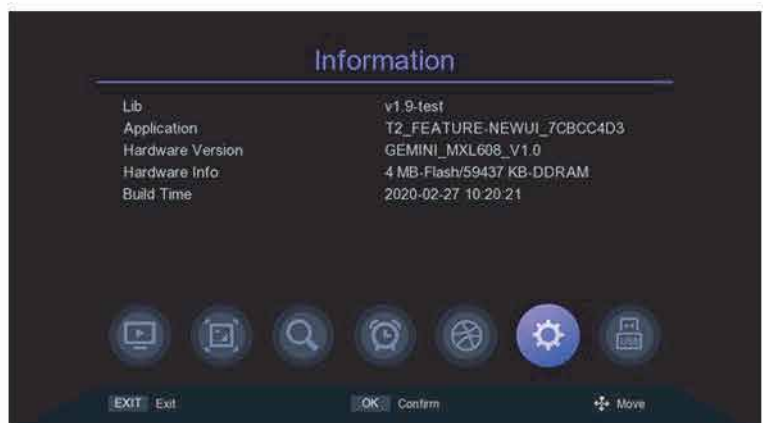 Information
Lib v1.9-test
Application T2_FEATURE-NEWUI_7CBCC4D3
Hardware Version GEMINI_MXL608_V1.0
Hardware Info 4 MB-Flash/59437 KB-DDRAM
Build Time 2020-02-27 10:20:21
USB
EXIT Exit OK Confirm Move